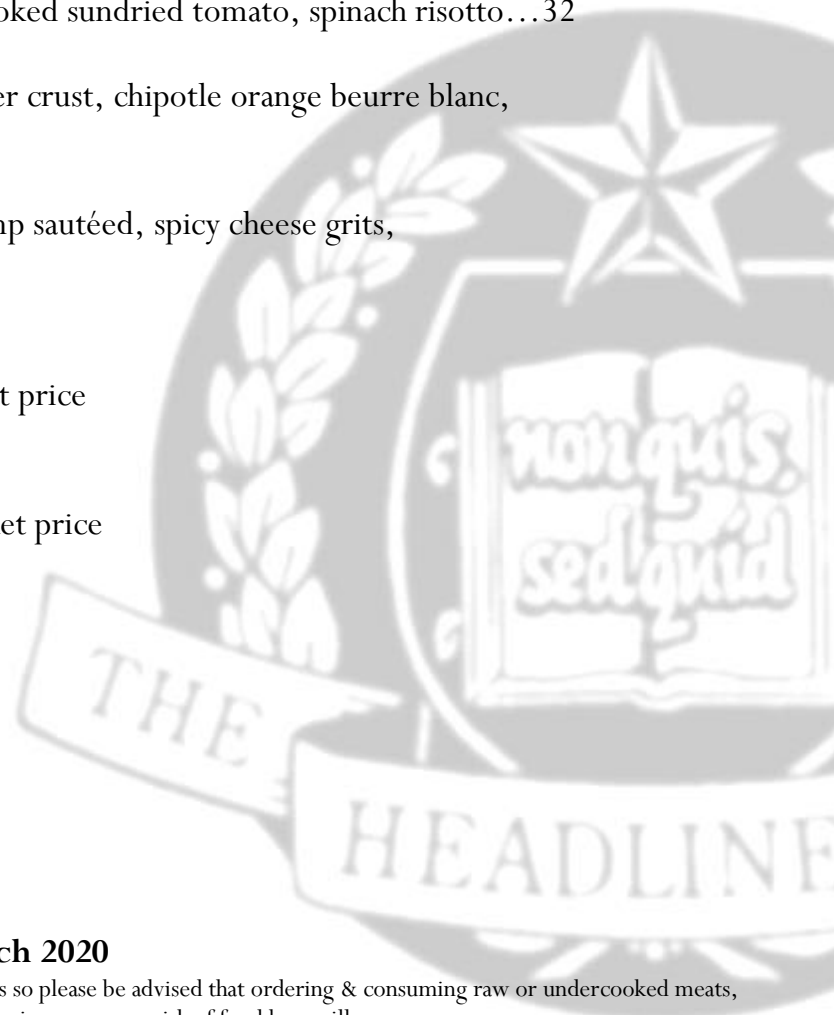 oked sundried tomato, spinach risotto…32
er crust, chipotle orange beurre blanc,
np sautéed, spicy cheese grits,
t price
et price
non quis,
sed quid
THE
HEADLINE
ch 2020
s so please be advised that ordering & consuming raw or undercooked meats,